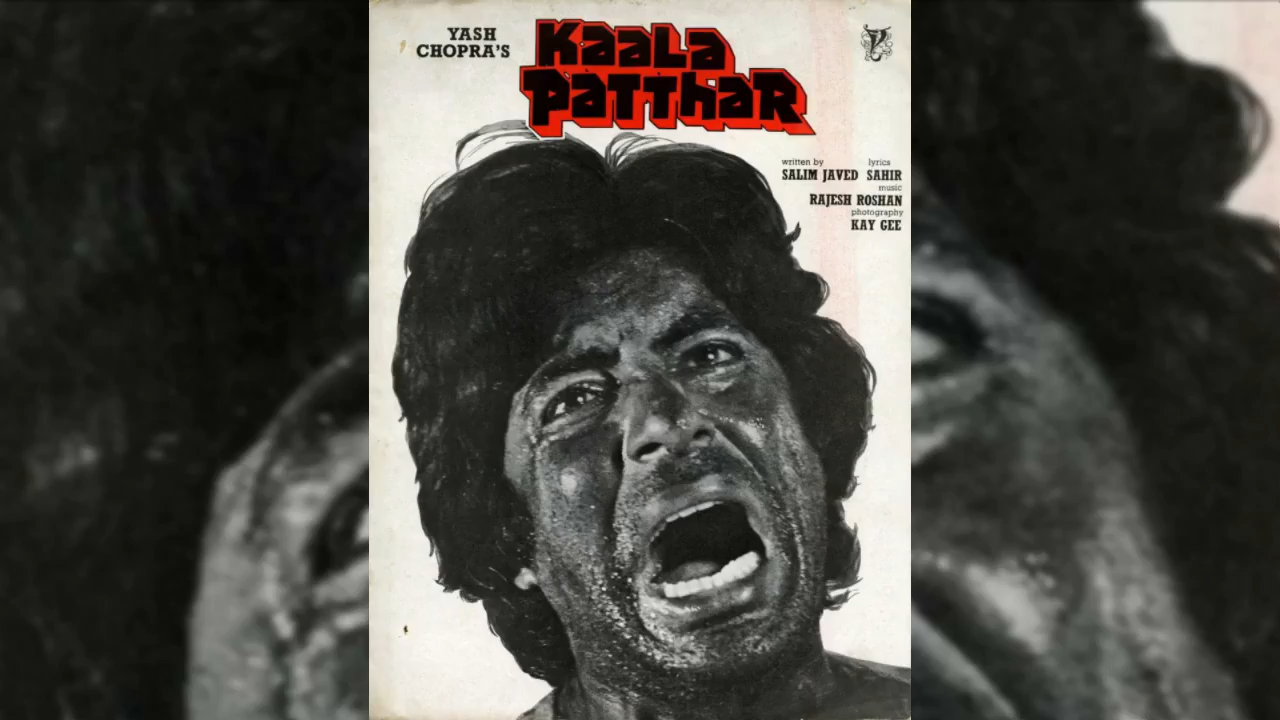 YASH
CHOPRA'S
KaaLa
PaTThaR
written by
SALIM JAVED
lyrics
SAHIR
music
RAJESH ROSHAN
photography
KAY GEE